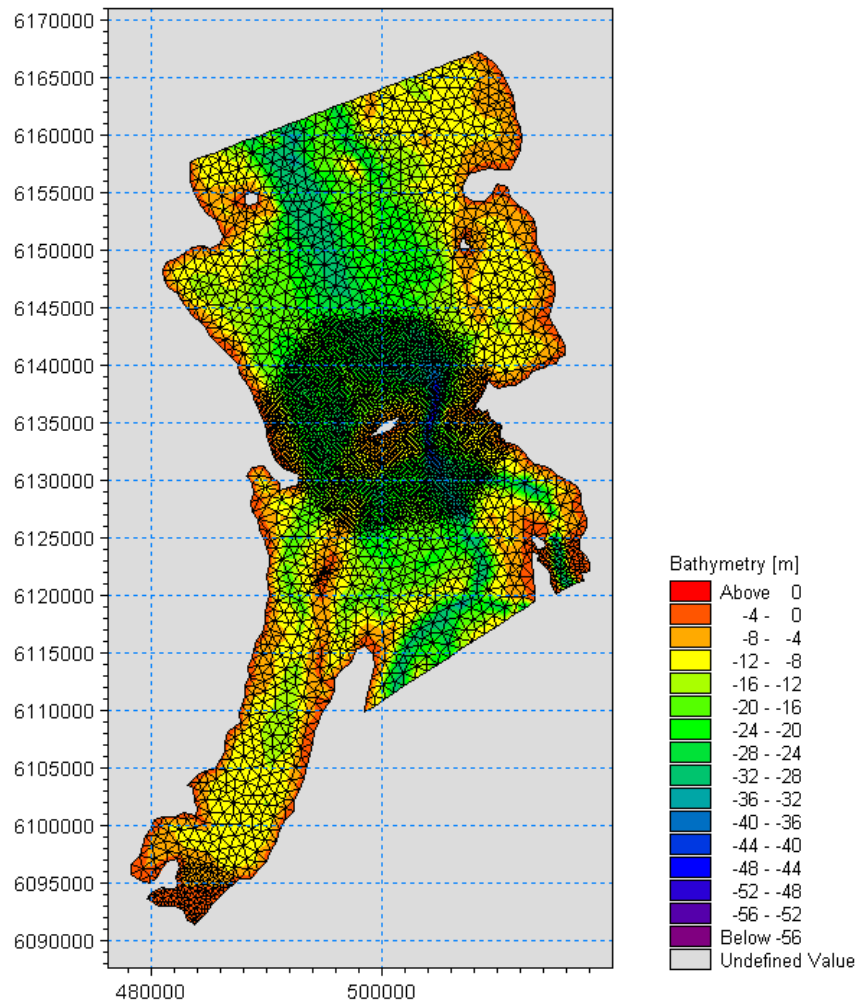 6170000
6165000
6160000
6155000
6150000
6145000
6140000
6135000
6130000
6125000
6120000
6115000
6110000
6105000
6100000
6095000
6090000
480000 500000
Bathymetry [m]
Above 0
-4 - 0
-8 - -4
-12 - -8
-16 - -12
-20 - -16
-24 - -20
-28 - -24
-32 - -28
-36 - -32
-40 - -36
-44 - -40
-48 - -44
-52 - -48
-56 - -52
Below -56
Undefined Value